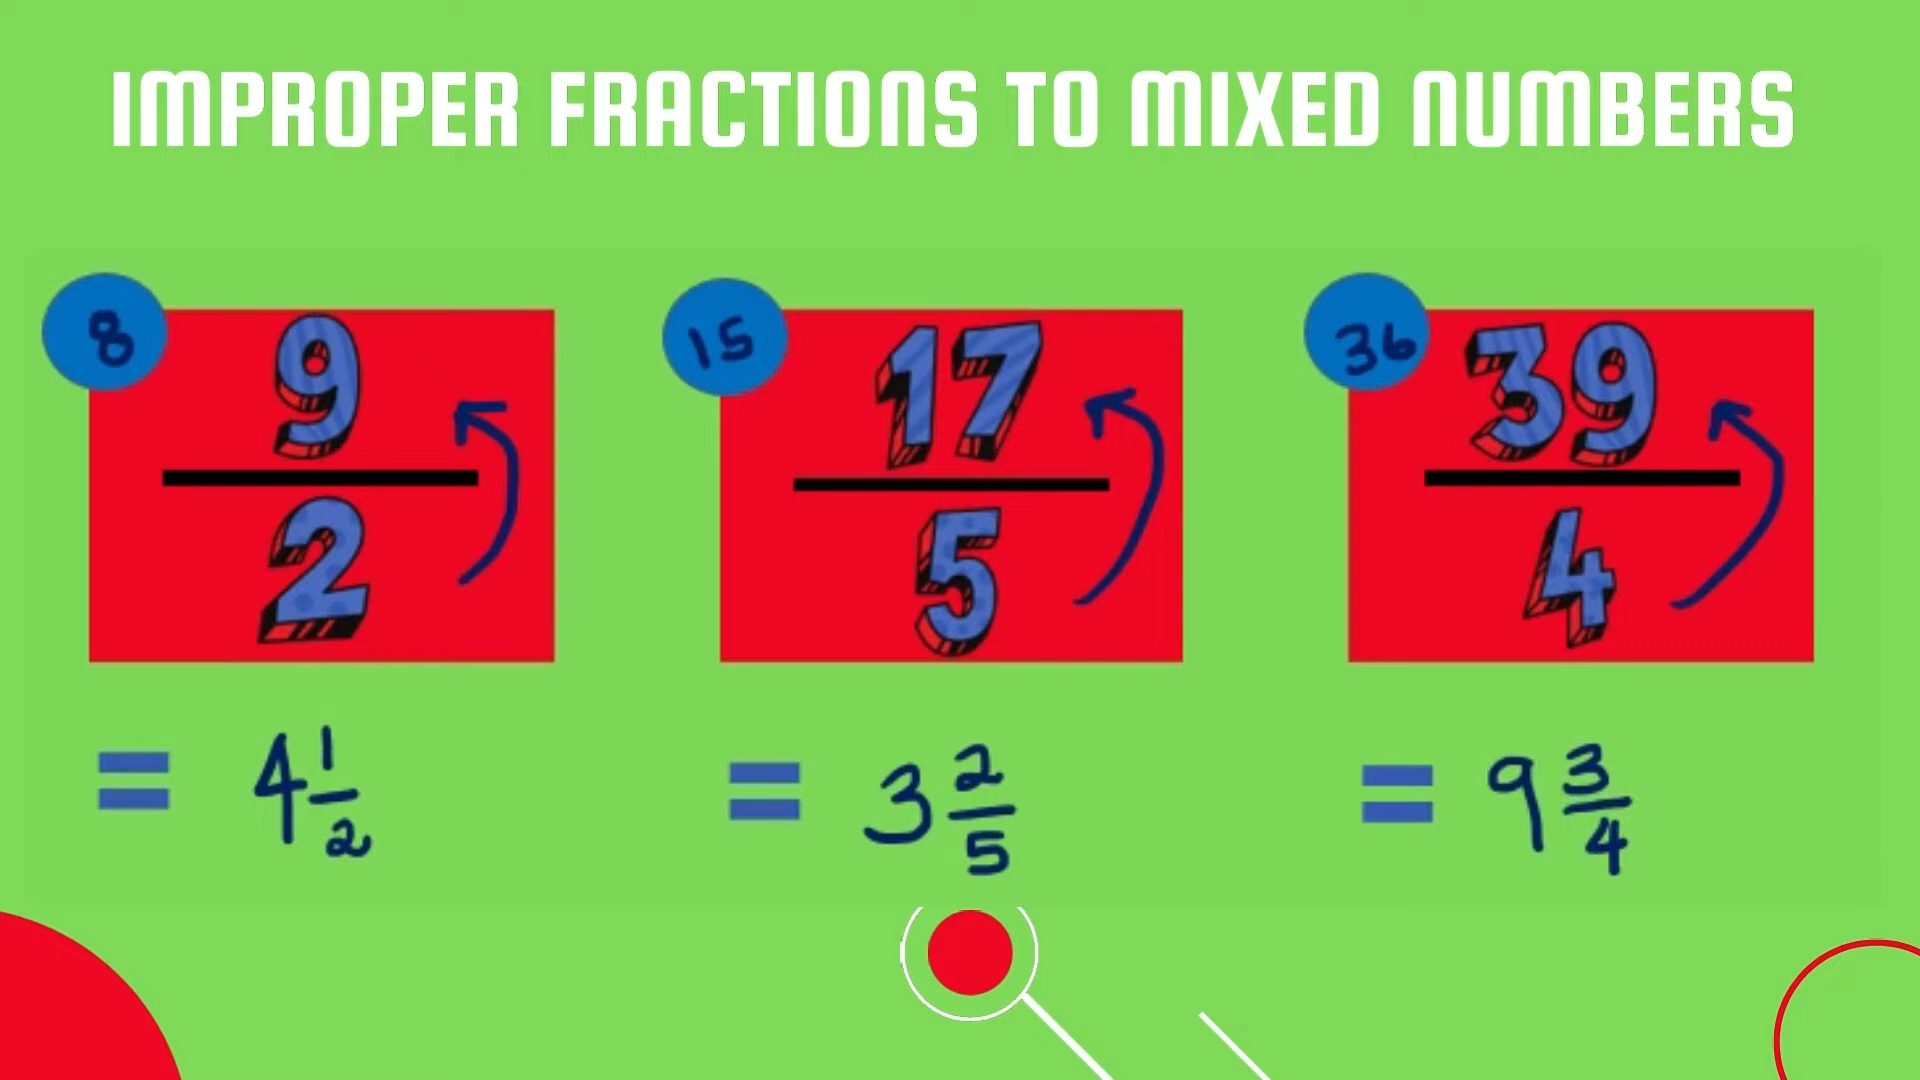 IMPROPER FRACTIONS TO MIXED NUMBERS
8
9
2
= 4 1/2
15
17
5
= 3 2/5
36
39
4
= 9 3/4